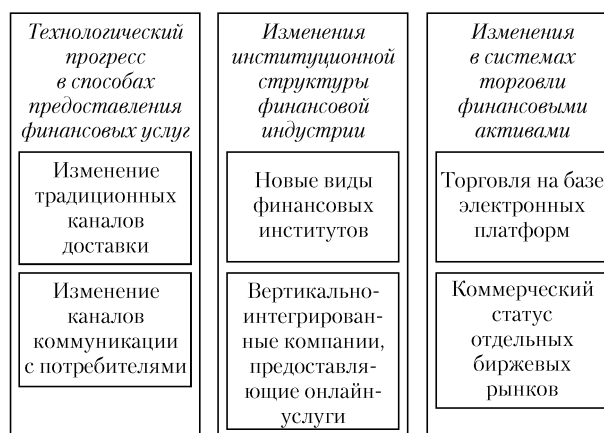 Технологический
прогресс
в способах
предоставления
финансовых услуг
Изменение
традиционных
каналов
доставки
Изменение
каналов
коммуникации
с потребителями
Изменения
институционной
структуры
финансовой
индустрии
Новые виды
финансовых
институтов
Вертикально-
интегрирован-
ные компании,
предоставля-
ющие онлайн-
услуги
Изменения
в системах
торговли
финансовыми
активами
Торговля на базе
электронных
платформ
Коммерческий
статус
отдельных
биржевых
рынков